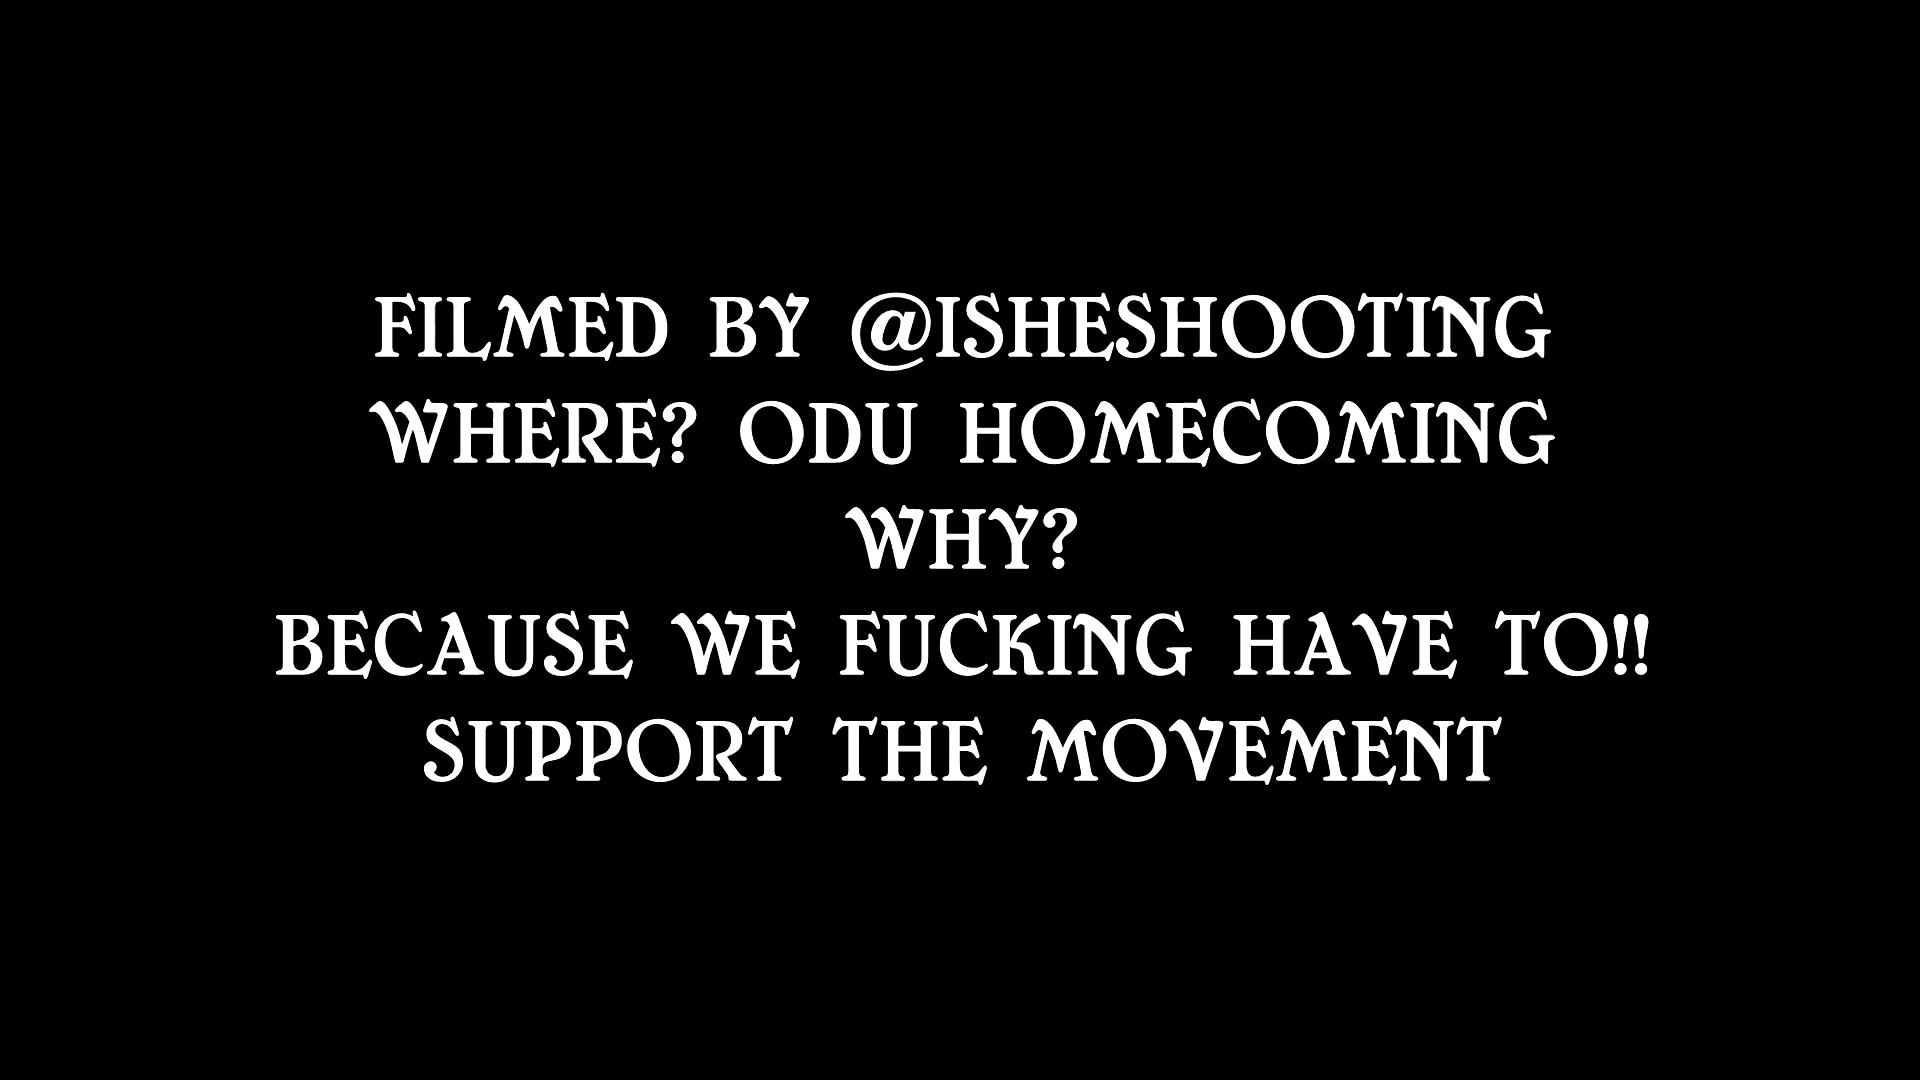 FILMED BY @ISHESHOOTING
WHERE? ODU HOMECOMING
WHY?
BECAUSE WE FUCKING HAVE TO!!
SUPPORT THE MOVEMENT